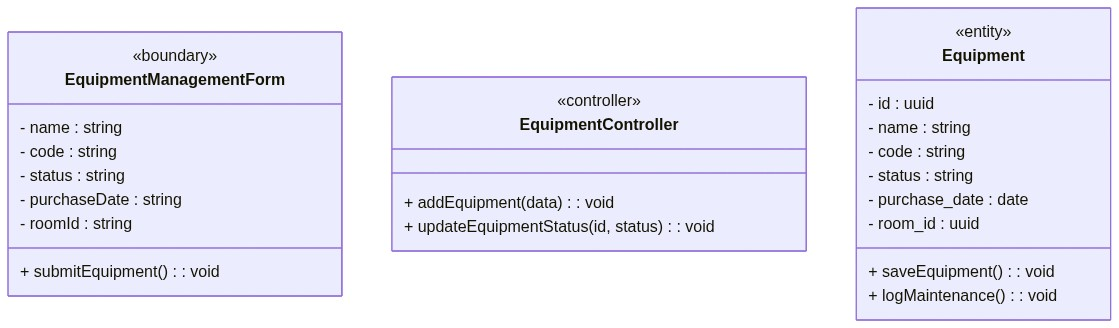 «boundary»
EquipmentManagementForm
- name : string
- code : string
- status : string
- purchaseDate : string
- roomId : string
+ submitEquipment() : : void
«controller»
EquipmentController
+ addEquipment(data) : : void
+ updateEquipmentStatus(id, status) : : void
«entity»
Equipment
- id : uuid
- name : string
- code : string
- status : string
- purchase_date : date
- room_id : uuid
+ saveEquipment() : : void
+ logMaintenance() : : void